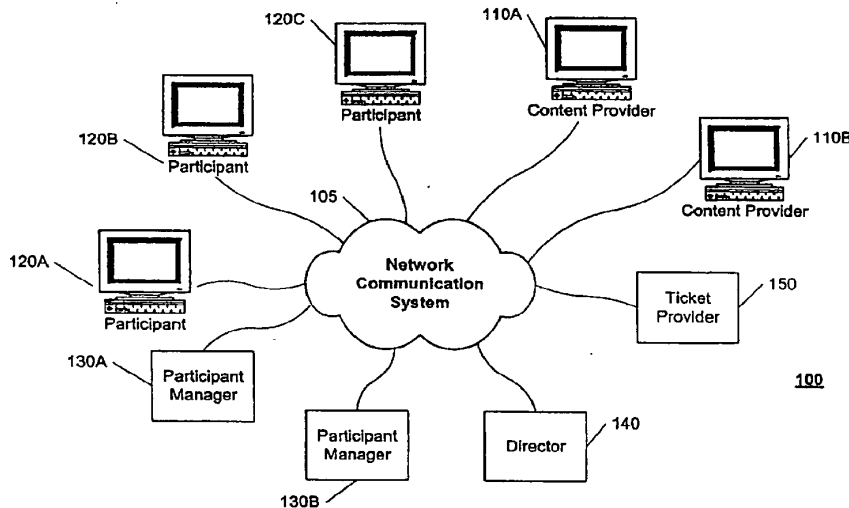 120C
110A
Participant
Content Provider
120B
Participant
110B
Content Provider
105
Network
Communication
System
120A
Participant
Ticket
Provider
150
130A
Participant
Manager
100
Participant
Manager
Director
140
130B